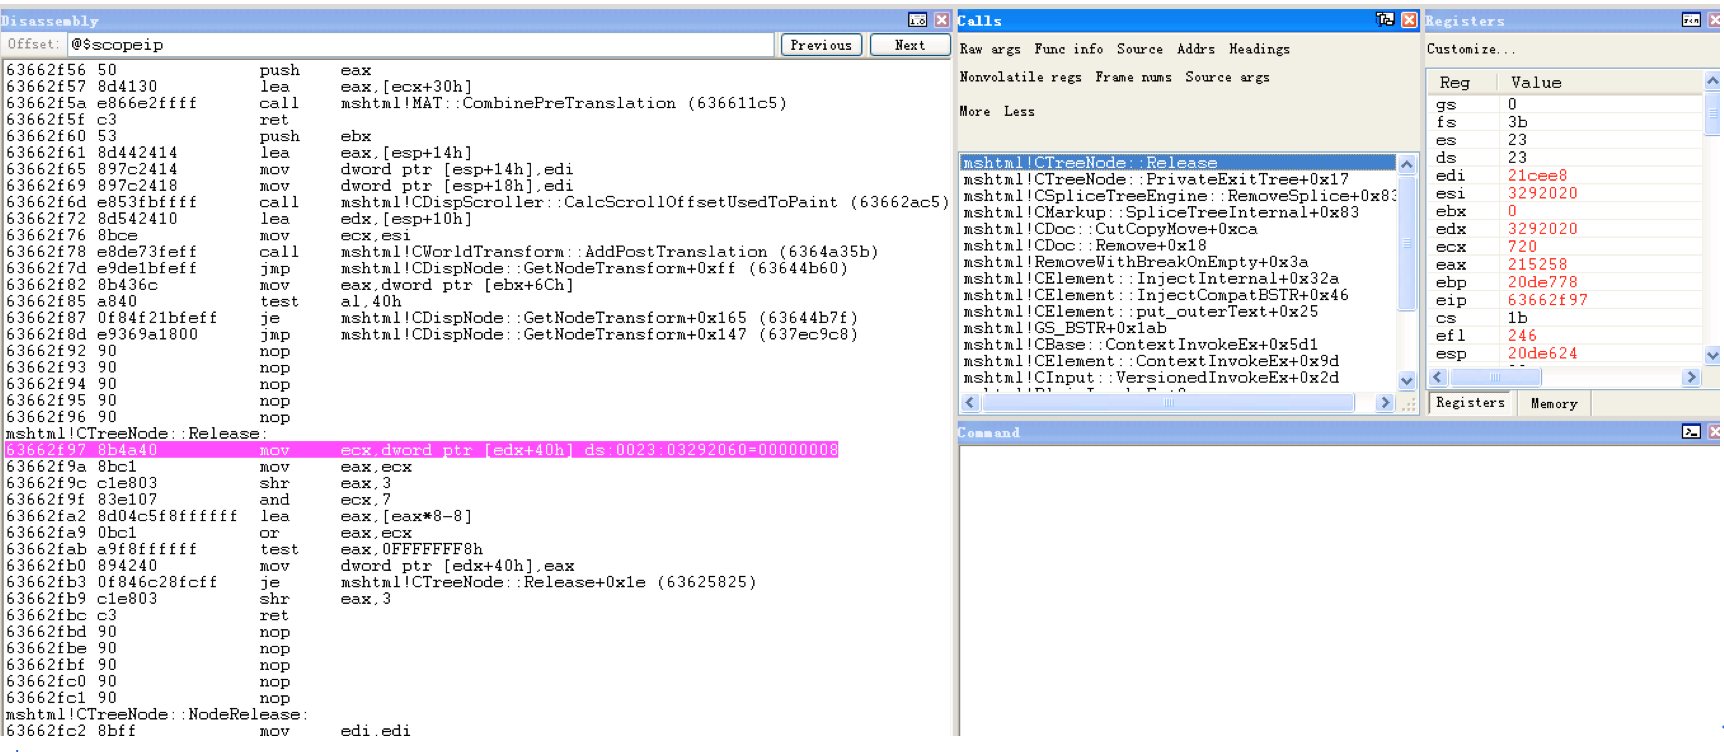 Disassembly
Offset: @$scopeip Previous Next
63662f56 50 push eax
63662f57 8d4130 lea eax,[ecx+30h]
63662f5a e866e2ffff call mshtml!MAT::CombinePreTranslation (636611c5)
63662f5f c3 ret
63662f60 53 push ebx
63662f61 8d442414 lea eax,[esp+14h]
63662f65 897c2414 mov dword ptr [esp+14h],edi
63662f69 897c2418 mov dword ptr [esp+18h],edi
63662f6d e853fbffff call mshtml!CDispScroller::CalcScrollOffsetUsedToPaint (63662ac5)
63662f72 8d542410 lea edx,[esp+10h]
63662f76 8bce mov ecx,esi
63662f78 e8de73feff call mshtml!CWorldTransform::AddPostTranslation (6364a35b)
63662f7d e9de1bfeff jmp mshtml!CDispNode::GetNodeTransform+0xff (63644b60)
63662f82 8b436c mov eax,dword ptr [ebx+6Ch]
63662f85 a840 test al,40h
63662f87 0f84f21bfeff je mshtml!CDispNode::GetNodeTransform+0x165 (63644b7f)
63662f8d e9369a1800 jmp mshtml!CDispNode::GetNodeTransform+0x147 (637ec9c8)
63662f92 90 nop
63662f93 90 nop
63662f94 90 nop
63662f95 90 nop
63662f96 90 nop
mshtml!CTreeNode::Release:
63662f97 8b4a40 mov ecx,dword ptr [edx+40h] ds:0023:03292060=00000008
63662f9a 8bc1 mov eax,ecx
63662f9c c1e803 shr eax,3
63662f9f 83e107 and ecx,7
63662fa2 8d04c5f8ffffff lea eax,[eax*8-8]
63662fa9 0bc1 or eax,ecx
63662fab a9f8ffffff test eax,0FFFFFFF8h
63662fb0 894240 mov dword ptr [edx+40h],eax
63662fb3 0f846c28fcff je mshtml!CTreeNode::Release+0x1e (63625825)
63662fb9 c1e803 shr eax,3
63662fbc c3 ret
63662fbd 90 nop
63662fbe 90 nop
63662fbf 90 nop
63662fc0 90 nop
63662fc1 90 nop
mshtml!CTreeNode::NodeRelease:
63662fc2 8bff mov edi,edi
Calls
Raw args Func info Source Addrs Headings
Nonvolatile regs Frame nums Source args
More Less
mshtml!CTreeNode::Release
mshtml!CTreeNode::PrivateExitTree+0x17
mshtml!CSpliceTreeEngine::RemoveSplice+0x83
mshtml!CMarkup::SpliceTreeInternal+0x83
mshtml!CDoc::CutCopyMove+0xca
mshtml!CDoc::Remove+0x18
mshtml!RemoveWithBreakOnEmpty+0x3a
mshtml!CElement::InjectInternal+0x32a
mshtml!CElement::InjectCompatBSTR+0x46
mshtml!CElement::put_outerText+0x25
mshtml!GS_BSTR+0x1ab
mshtml!CBase::ContextInvokeEx+0x5d1
mshtml!CElement::ContextInvokeEx+0x9d
mshtml!CInput::VersionedInvokeEx+0x2d
Registers
Customize...
Reg Value
gs 0
fs 3b
es 23
ds 23
edi 21cee8
esi 3292020
ebx 0
edx 3292020
ecx 720
eax 215258
ebp 20de778
eip 63662f97
cs 1b
efl 246
esp 20de624
Registers Memory
Command